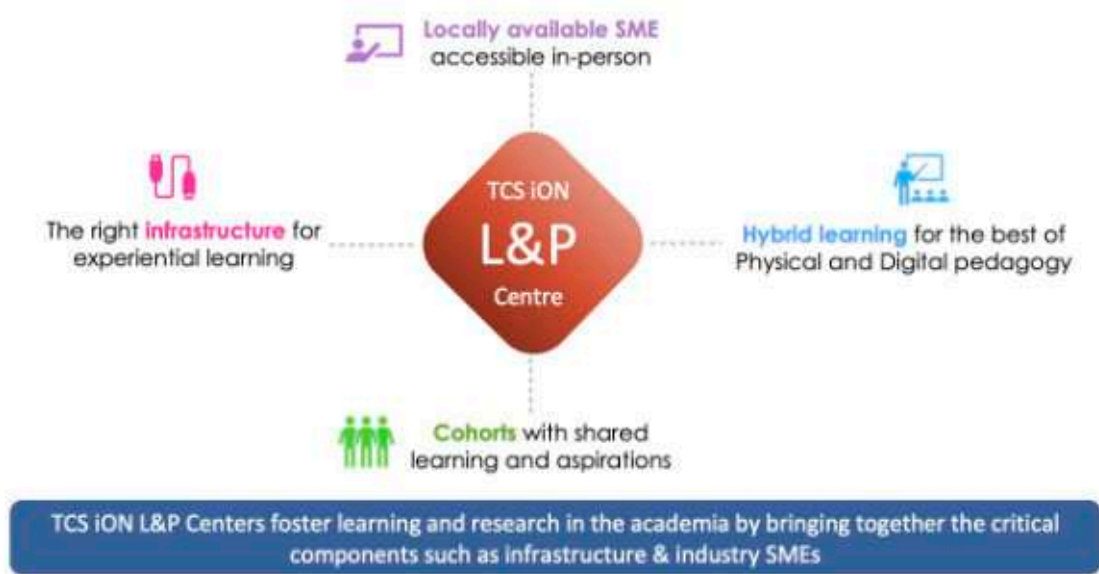 Locally available SME
accessible in-person
TCS iON
L&P
Centre
The right infrastructure for
experiential learning
Hybrid learning for the best of
Physical and Digital pedagogy
Cohorts with shared
learning and aspirations
TCS iON L&P Centers foster learning and research in the academia by bringing together the critical
components such as infrastructure & industry SMEs